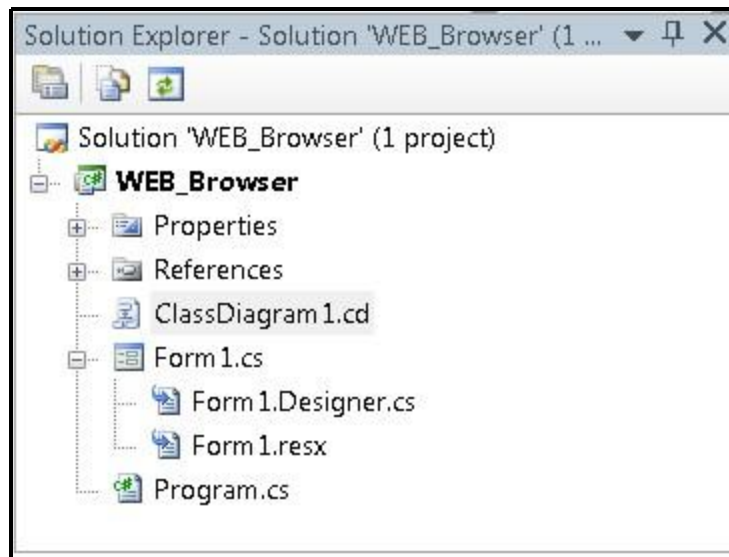 Solution Explorer - Solution 'WEB_Browser' (1 ...
Solution 'WEB_Browser' (1 project)
WEB_Browser
Properties
References
ClassDiagram1.cd
Form1.cs
Form1.Designer.cs
Form1.resx
Program.cs